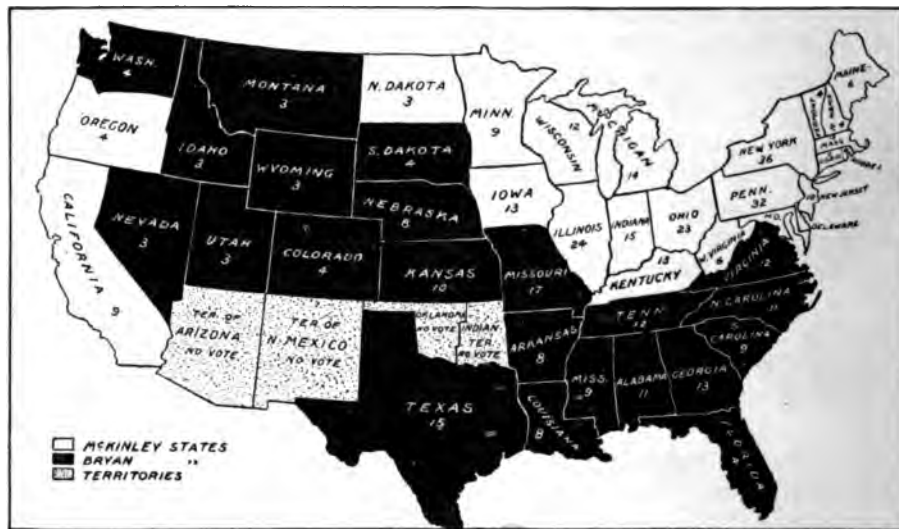 WASH.
4
MONTANA
3
N. DAKOTA
3
MINN.
9
OREGON
4
IDAHO
3
WYOMING
3
S. DAKOTA
4
WISCONSIN
12
MICHIGAN
14
NEW YORK
36
MAINE
6
VERMONT
4
MASS
NEVADA
3
UTAH
3
COLORADO
4
NEBRASKA
8
IOWA
13
ILLINOIS
24
INDIANA
15
OHIO
23
PENN.
32
NEW JERSEY
DELAWARE
MD.
CALIFORNIA
9
KANSAS
10
MISSOURI
17
KENTUCKY
W. VIRGINIA
6
VIRGINIA
12
TER. OF
ARIZONA
NO VOTE
TER. OF
N. MEXICO
NO VOTE
OKLAHOMA
NO VOTE
INDIAN
TER.
NO VOTE
ARKANSAS
8
TENN.
12
N. CAROLINA
11
S.
CAROLINA
9
TEXAS
15
LOUISIANA
8
MISS.
9
ALABAMA
11
GEORGIA
13
FLORIDA
4
McKINLEY STATES
BRYAN "
TERRITORIES